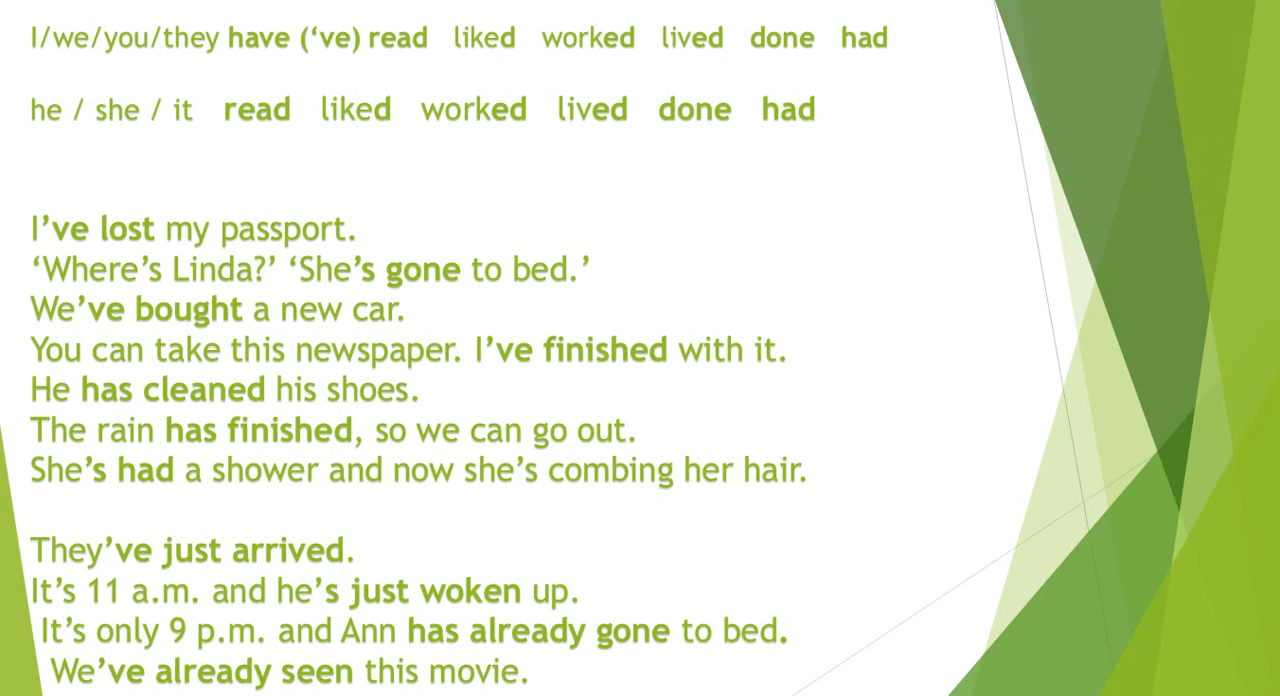 I/we/you/they have (‘ve) read liked worked lived done had
he / she / it read liked worked lived done had
I’ve lost my passport.
‘Where’s Linda?’ ‘She’s gone to bed.’
We’ve bought a new car.
You can take this newspaper. I’ve finished with it.
He has cleaned his shoes.
The rain has finished, so we can go out.
She’s had a shower and now she’s combing her hair.
They’ve just arrived.
It’s 11 a.m. and he’s just woken up.
It’s only 9 p.m. and Ann has already gone to bed.
We’ve already seen this movie.